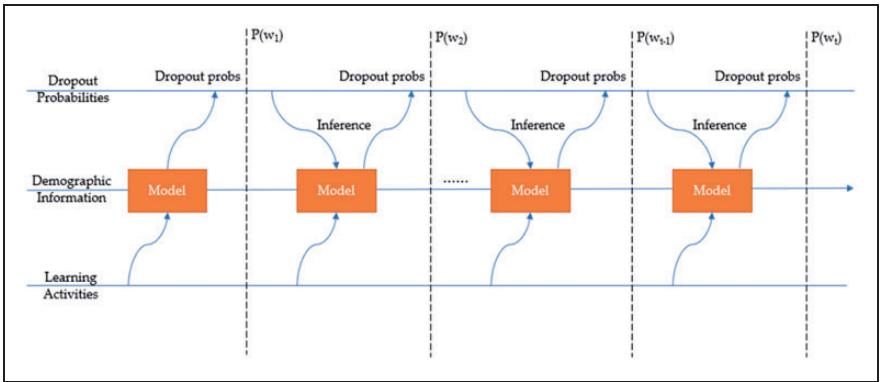 P(w1)
P(w2)
P(wt-1)
P(wt)
Dropout
Probabilities
Dropout probs
Dropout probs
Dropout probs
Dropout probs
Inference
Inference
Inference
Demographic
Information
Model
Model
......
Model
Model
Learning
Activities